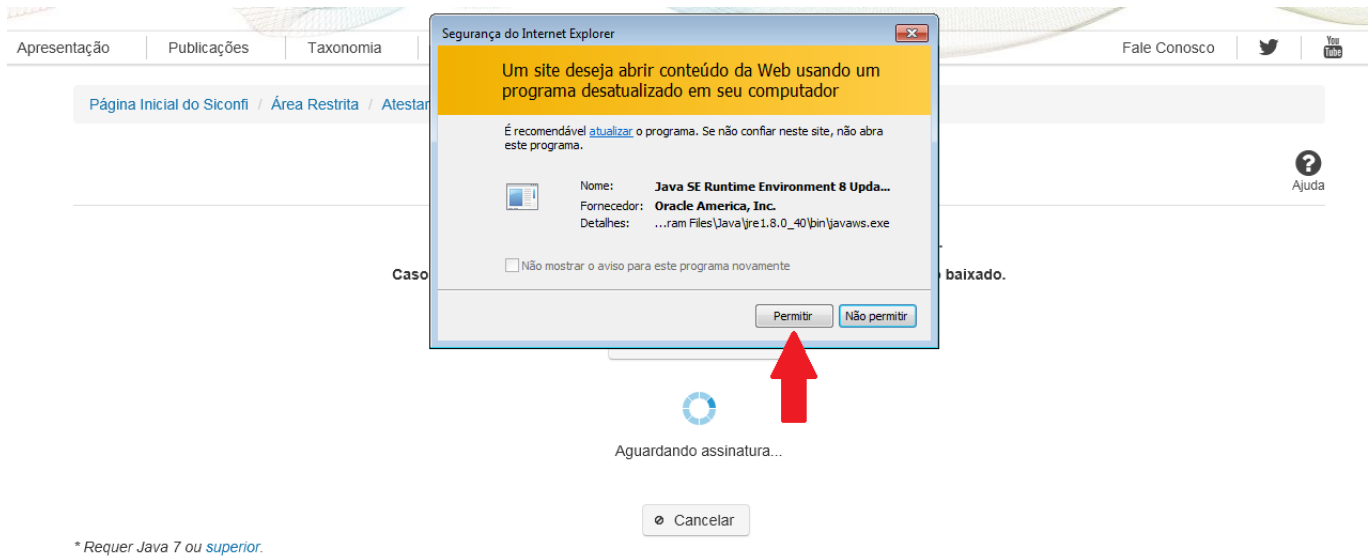 Apresentação Publicações Taxonomia Fale Conosco You Tube
Página Inicial do Siconfi / Área Restrita / Atestar
Ajuda
Caso baixado.
Segurança do Internet Explorer
Um site deseja abrir conteúdo da Web usando um
programa desatualizado em seu computador
É recomendável atualizar o programa. Se não confiar neste site, não abra
este programa.
Nome: Java SE Runtime Environment 8 Upda...
Fornecedor: Oracle America, Inc.
Detalhes: ...ram Files\Java\jre1.8.0_40\bin\javaws.exe
Não mostrar o aviso para este programa novamente
Permitir Não permitir
Aguardando assinatura...
Cancelar
* Requer Java 7 ou superior.